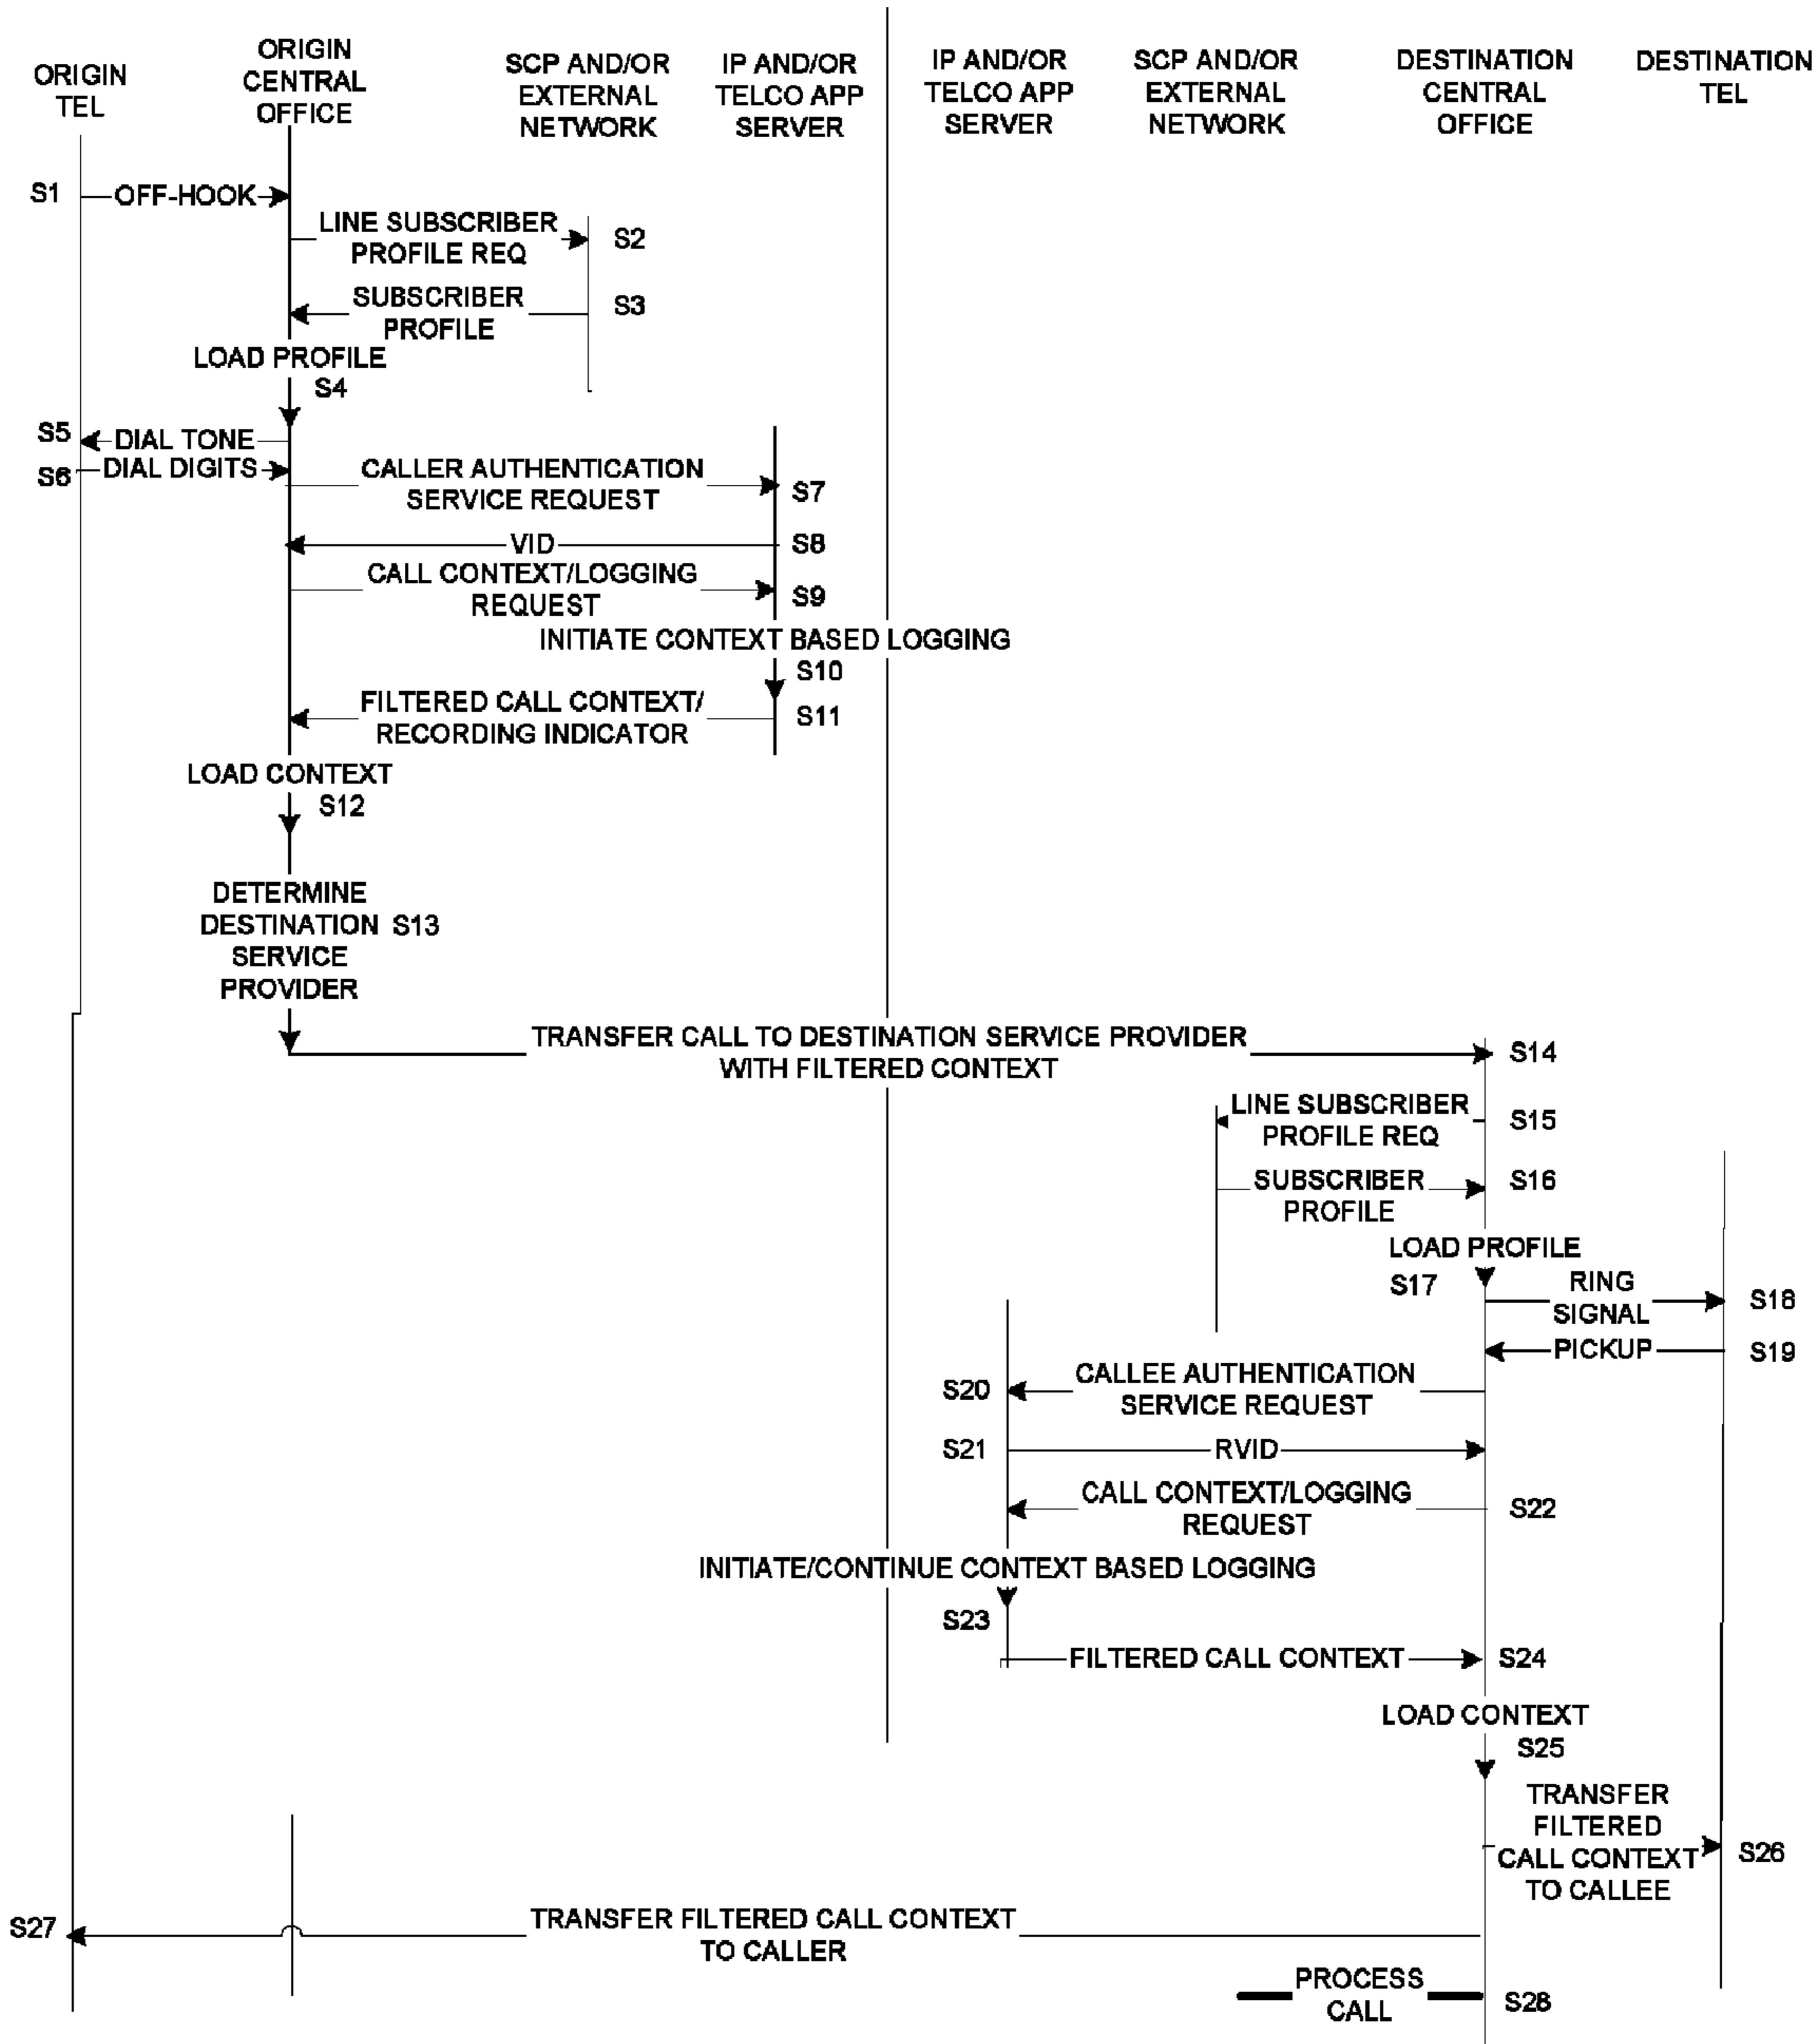 ORIGIN
TEL
ORIGIN
CENTRAL
OFFICE
SCP AND/OR
EXTERNAL
NETWORK
IP AND/OR
TELCO APP
SERVER
IP AND/OR
TELCO APP
SERVER
SCP AND/OR
EXTERNAL
NETWORK
DESTINATION
CENTRAL
OFFICE
DESTINATION
TEL
S1
OFF-HOOK
LINE SUBSCRIBER
PROFILE REQ
S2
SUBSCRIBER
PROFILE
S3
LOAD PROFILE
S4
S5
DIAL TONE
S6
DIAL DIGITS
CALLER AUTHENTICATION
SERVICE REQUEST
S7
VID
S8
CALL CONTEXT/LOGGING
REQUEST
S9
INITIATE CONTEXT BASED LOGGING
S10
FILTERED CALL CONTEXT/
RECORDING INDICATOR
S11
LOAD CONTEXT
S12
DETERMINE
DESTINATION
SERVICE
PROVIDER
S13
TRANSFER CALL TO DESTINATION SERVICE PROVIDER
WITH FILTERED CONTEXT
S14
LINE SUBSCRIBER
PROFILE REQ
S15
SUBSCRIBER
PROFILE
S16
LOAD PROFILE
S17
RING
SIGNAL
S18
PICKUP
S19
S20
CALLEE AUTHENTICATION
SERVICE REQUEST
S21
RVID
CALL CONTEXT/LOGGING
REQUEST
S22
INITIATE/CONTINUE CONTEXT BASED LOGGING
S23
FILTERED CALL CONTEXT
S24
LOAD CONTEXT
S25
TRANSFER
FILTERED
CALL CONTEXT
TO CALLEE
S26
S27
TRANSFER FILTERED CALL CONTEXT
TO CALLER
PROCESS
CALL
S28